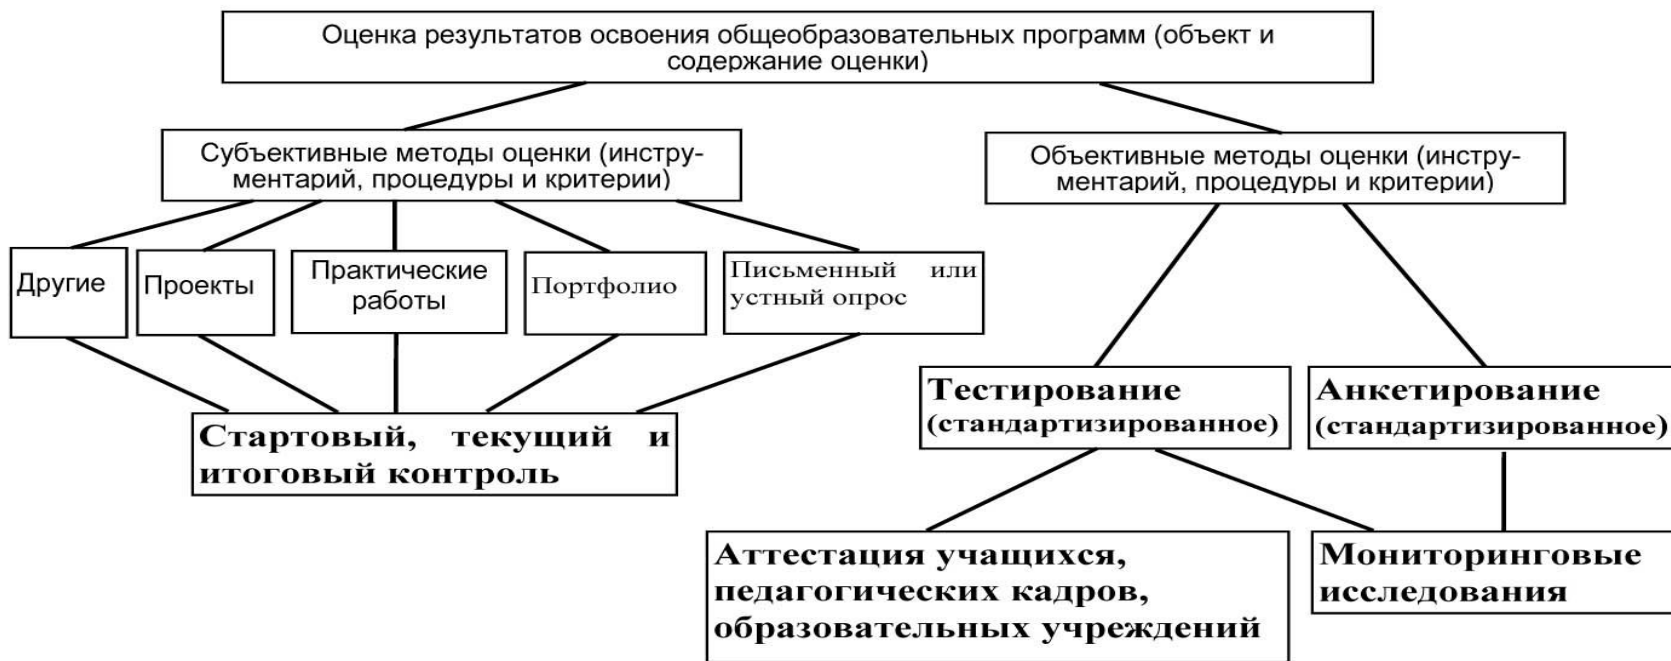 Оценка результатов освоения общеобразовательных программ (объект и
содержание оценки)
Субъективные методы оценки (инстру-
ментарий, процедуры и критерии)
Объективные методы оценки (инстру-
ментарий, процедуры и критерии)
Другие
Проекты
Практические
работы
Портфолио
Письменный или
устный опрос
Тестирование
(стандартизированное)
Анкетирование
(стандартизированное)
Стартовый, текущий и
итоговый контроль
Аттестация учащихся,
педагогических кадров,
образовательных учреждений
Мониторинговые
исследования